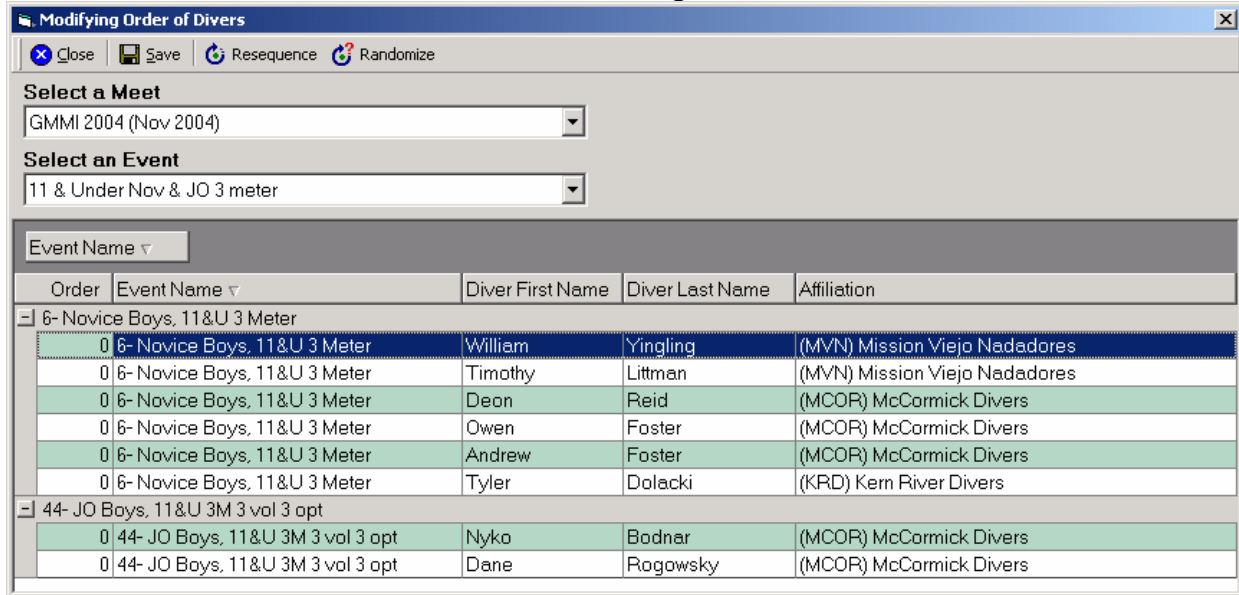 Modifying Order of Divers
Close Save Resequence Randomize
Select a Meet
GMMI 2004 (Nov 2004)
Select an Event
11 & Under Nov & JO 3 meter
Event Name
Order Event Name Diver First Name Diver Last Name Affiliation
6- Novice Boys, 11&U 3 Meter
0 6- Novice Boys, 11&U 3 Meter William Yingling (MVN) Mission Viejo Nadadores
0 6- Novice Boys, 11&U 3 Meter Timothy Littman (MVN) Mission Viejo Nadadores
0 6- Novice Boys, 11&U 3 Meter Deon Reid (MCOR) McCormick Divers
0 6- Novice Boys, 11&U 3 Meter Owen Foster (MCOR) McCormick Divers
0 6- Novice Boys, 11&U 3 Meter Andrew Foster (MCOR) McCormick Divers
0 6- Novice Boys, 11&U 3 Meter Tyler Dolacki (KRD) Kern River Divers
44- JO Boys, 11&U 3M 3 vol 3 opt
0 44- JO Boys, 11&U 3M 3 vol 3 opt Nyko Bodnar (MCOR) McCormick Divers
0 44- JO Boys, 11&U 3M 3 vol 3 opt Dane Rogowsky (MCOR) McCormick Divers